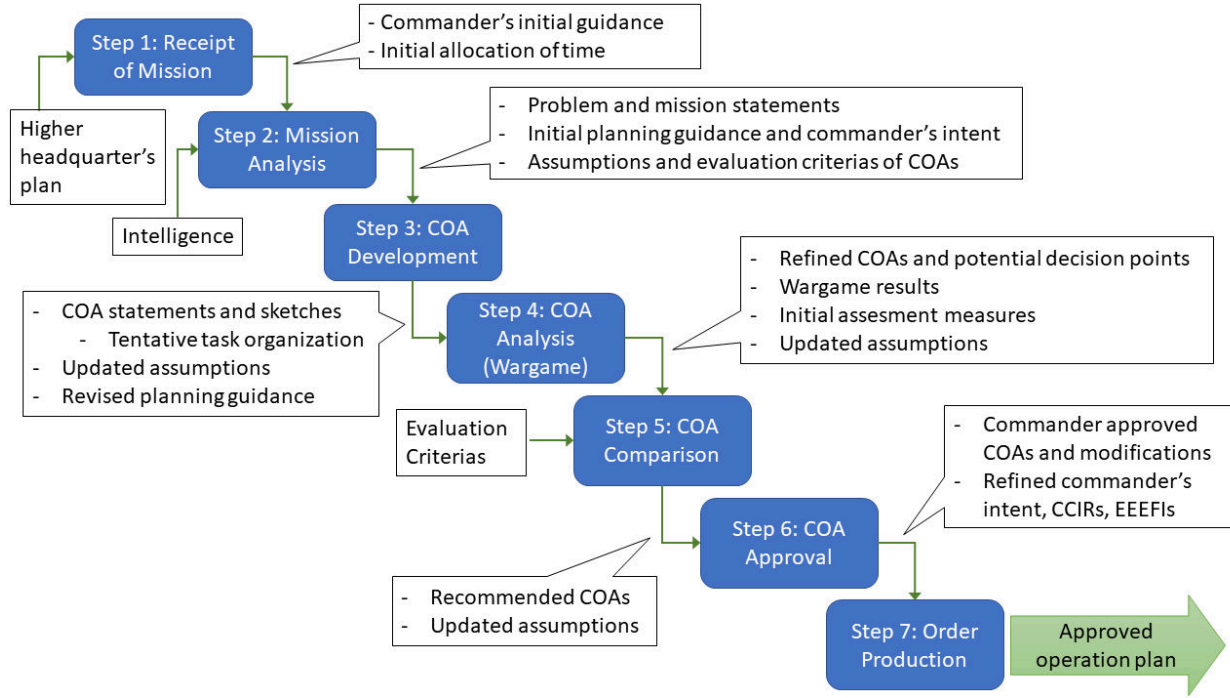 Step 1: Receipt
of Mission
- Commander's initial guidance
- Initial allocation of time
Higher
headquarter's
plan
Step 2: Mission
Analysis
- Problem and mission statements
- Initial planning guidance and commander's intent
- Assumptions and evaluation criterias of COAs
Intelligence
Step 3: COA
Development
- COA statements and sketches
- Tentative task organization
- Updated assumptions
- Revised planning guidance
Step 4: COA
Analysis
(Wargame)
- Refined COAs and potential decision points
- Wargame results
- Initial assesment measures
- Updated assumptions
Evaluation
Criterias
Step 5: COA
Comparison
- Commander approved
COAs and modifications
- Refined commander's
intent, CCIRs, EEEFIs
Step 6: COA
Approval
- Recommended COAs
- Updated assumptions
Step 7: Order
Production
Approved
operation plan